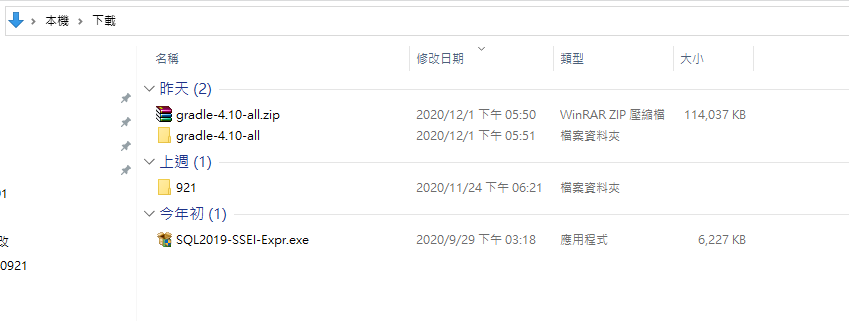 本機 > 下載
名稱 修改日期 類型 大小
昨天 (2)
gradle-4.10-all.zip 2020/12/1 下午 05:50 WinRAR ZIP 壓縮檔 114,037 KB
gradle-4.10-all 2020/12/1 下午 05:51 檔案資料夾
上週 (1)
921 2020/11/24 下午 06:21 檔案資料夾
今年初 (1)
改
SQL2019-SSEI-Expr.exe 2020/9/29 下午 03:18 應用程式 6,227 KB
0921